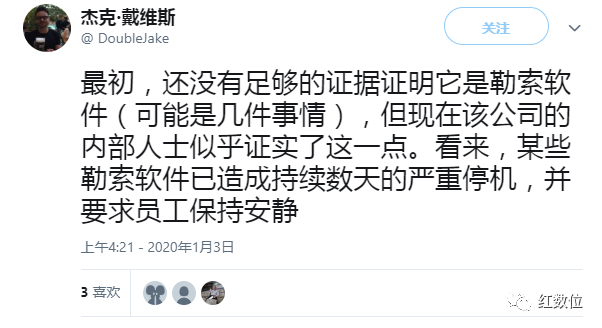 杰克·戴维斯
@ DoubleJake
关注
最初，还没有足够的证据证明它是勒索软
件（可能是几件事情），但现在该公司的
内部人士似乎证实了这一点。看来，某些
勒索软件已造成持续数天的严重停机，并
要求员工保持安静
上午4:21 - 2020年1月3日
3 喜欢
红数位